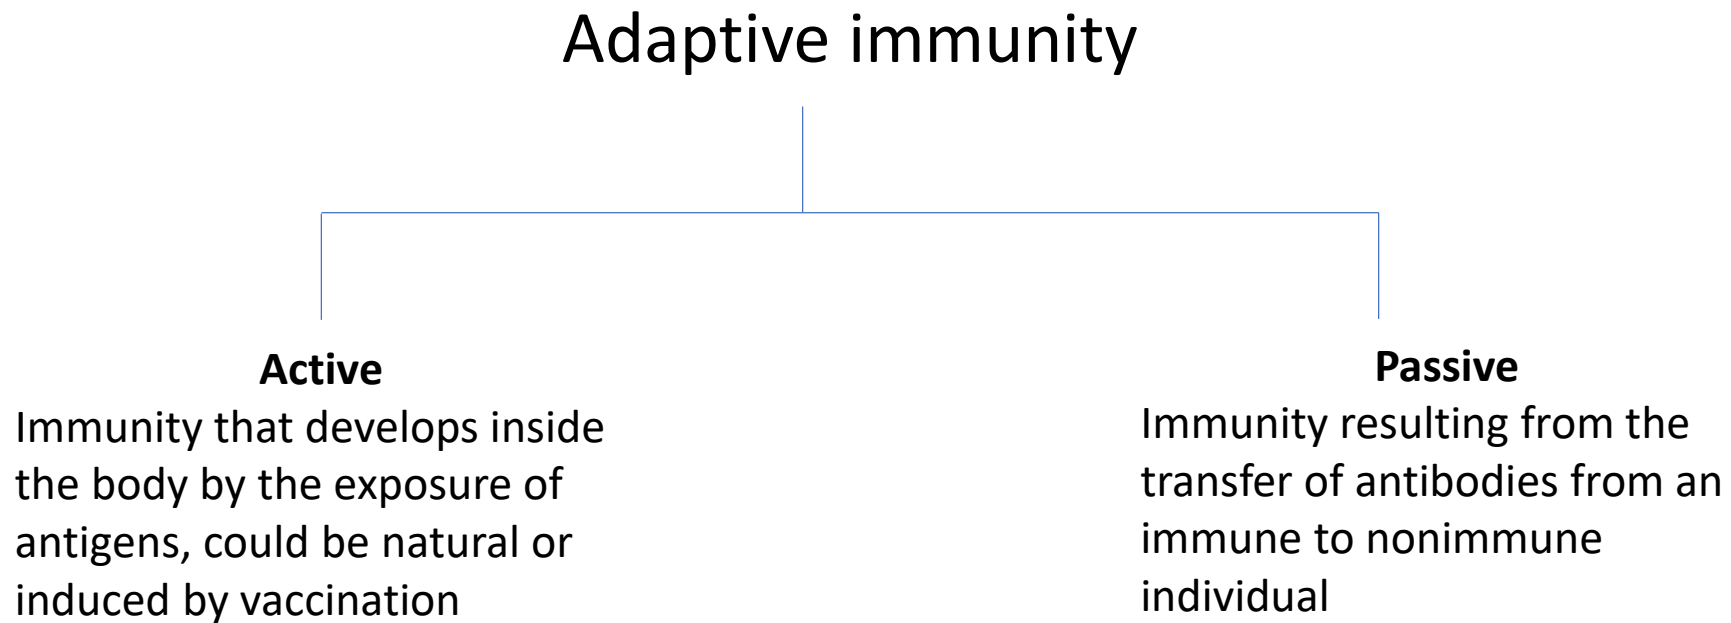 Adaptive immunity
Active
Immunity that develops inside
the body by the exposure of
antigens, could be natural or
induced by vaccination
Passive
Immunity resulting from the
transfer of antibodies from an
immune to nonimmune
individual